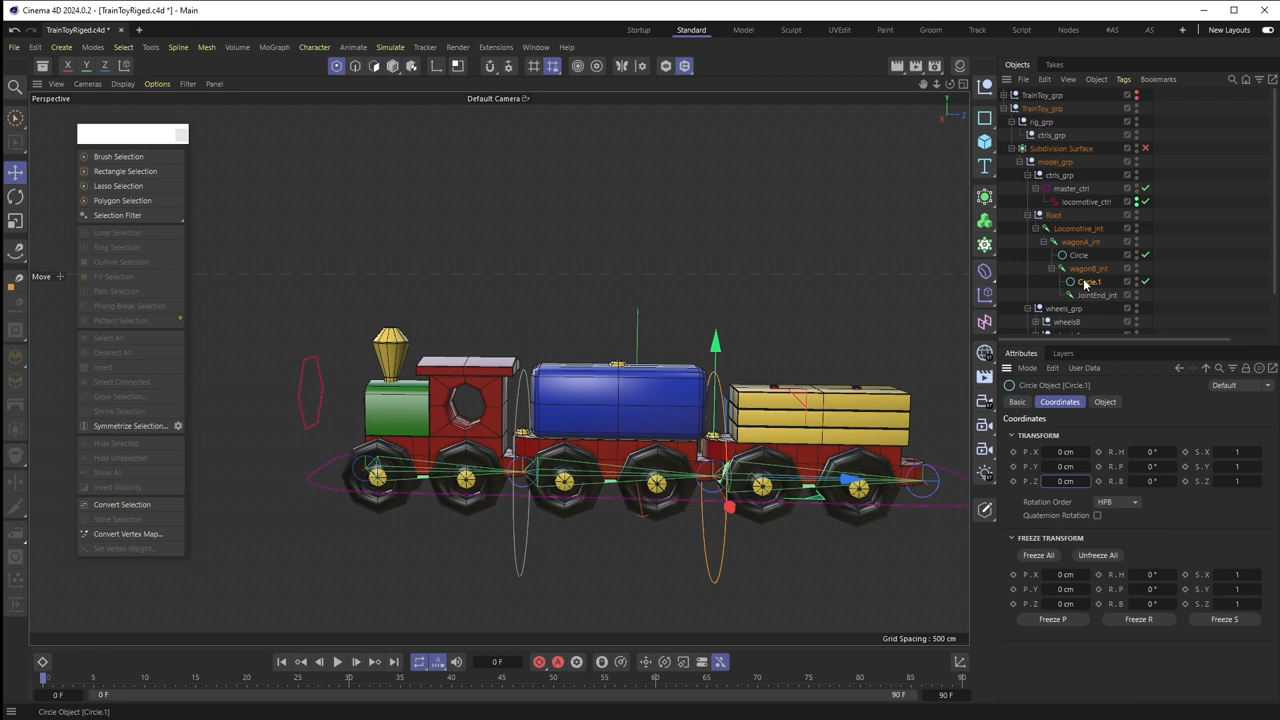 Cinema 4D 2024.0.2 - [TrainToyRiged.c4d *] - Main
TrainToyRiged.c4d *
Startup Standard Model Sculpt UVEdit Paint Groom Track Script Nodes #AS AS New Layouts
File Edit Create Modes Select Tools Spline Mesh Volume MoGraph Character Animate Simulate Tracker Render Extensions Window Help
X Y Z
View Cameras Display Options Filter Panel
Perspective
Default Camera
Y
X
Z
Brush Selection
Rectangle Selection
Lasso Selection
Polygon Selection
Selection Filter
Loop Selection
Ring Selection
Outline Selection
Fill Selection
Path Selection
Phong Break Selection
Pattern Selection
Select All
Deselect All
Invert
Select Connected
Grow Selection...
Shrink Selection
Symmetrize Selection...
Hide Selected
Hide Unselected
Show All
Invert Visibility
Convert Selection
Store Selection
Convert Vertex Map...
Set Vertex Weight...
Move
Grid Spacing : 500 cm
0 F
0 5 10 15 20 25 30 35 40 45 50 55 60 65 70 75 80 85 90
0 F 0 F 90 F 90 F
Circle Object [Circle.1]
Objects Takes
File Edit View Object Tags Bookmarks
TrainToy_grp
TrainToy_grp
rig_grp
ctrls_grp
Subdivision Surface
model_grp
ctrls_grp
master_ctrl
locomotive_ctrl
Root
Locomotive_jnt
wagonA_jnt
Circle
wagonB_jnt
Circle.1
JointEnd_jnt
wheels_grp
wheelsB
Attributes Layers
Mode Edit User Data
Circle Object [Circle.1] Default
Basic Coordinates Object
Coordinates
TRANSFORM
P . X 0 cm R . H 0 ° S . X 1
P . Y 0 cm R . P 0 ° S . Y 1
P . Z 0 cm R . B 0 ° S . Z 1
Rotation Order HPB
Quaternion Rotation
FREEZE TRANSFORM
Freeze All Unfreeze All
P . X 0 cm R . H 0 ° S . X 1
P . Y 0 cm R . P 0 ° S . Y 1
P . Z 0 cm R . B 0 ° S . Z 1
Freeze P Freeze R Freeze S